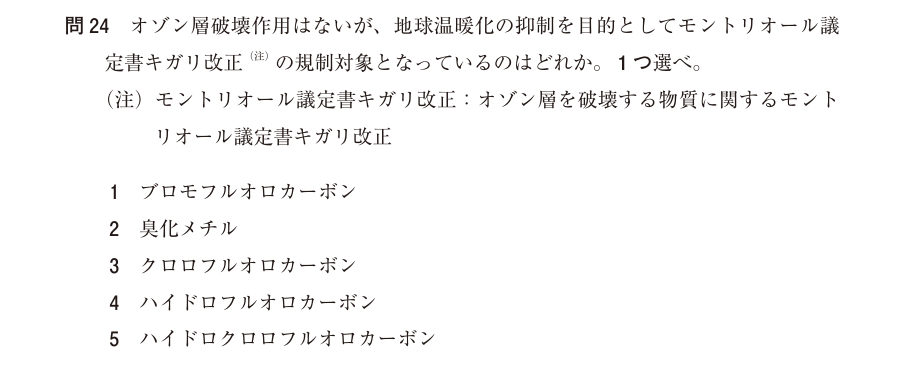 問 24 オゾン層破壊作用はないが、地球温暖化の抑制を目的としてモントリオール議
定書キガリ改正（注）の規制対象となっているのはどれか。1つ選べ。
（注）モントリオール議定書キガリ改正：オゾン層を破壊する物質に関するモント
リオール議定書キガリ改正
1 ブロモフルオロカーボン
2 臭化メチル
3 クロロフルオロカーボン
4 ハイドロフルオロカーボン
5 ハイドロクロロフルオロカーボン